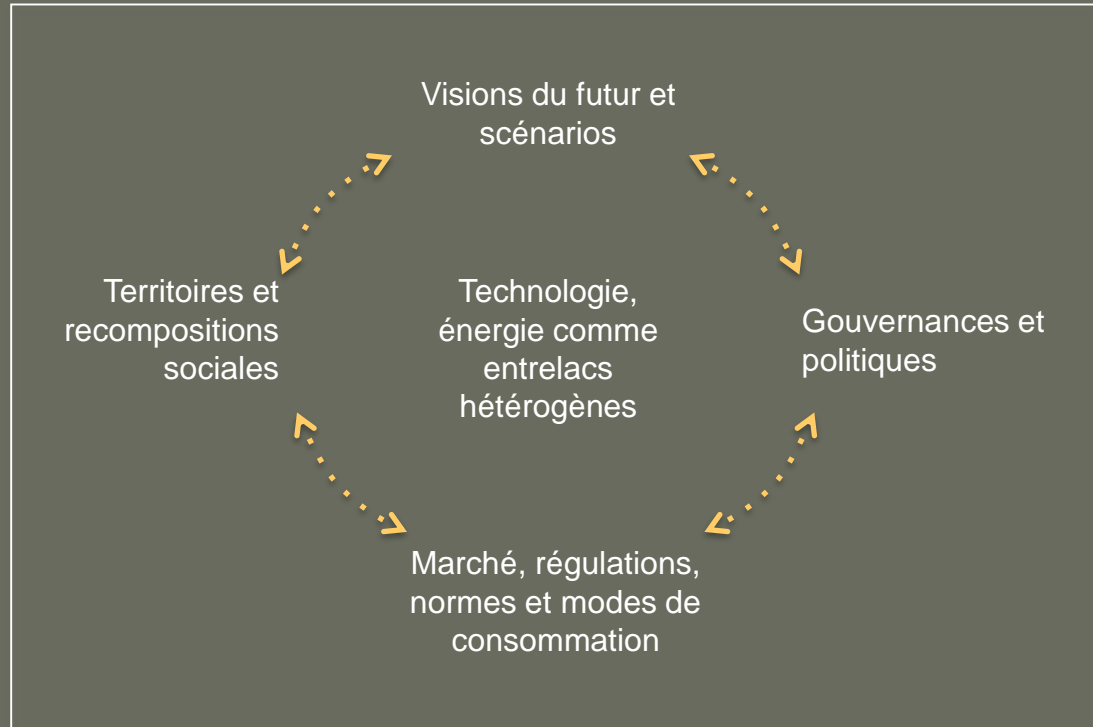 Visions du futur et
scénarios
Territoires et
recompositions
sociales
Technologie,
énergie comme
entrelacs
hétérogènes
Gouvernances et
politiques
Marché, régulations,
normes et modes de
consommation